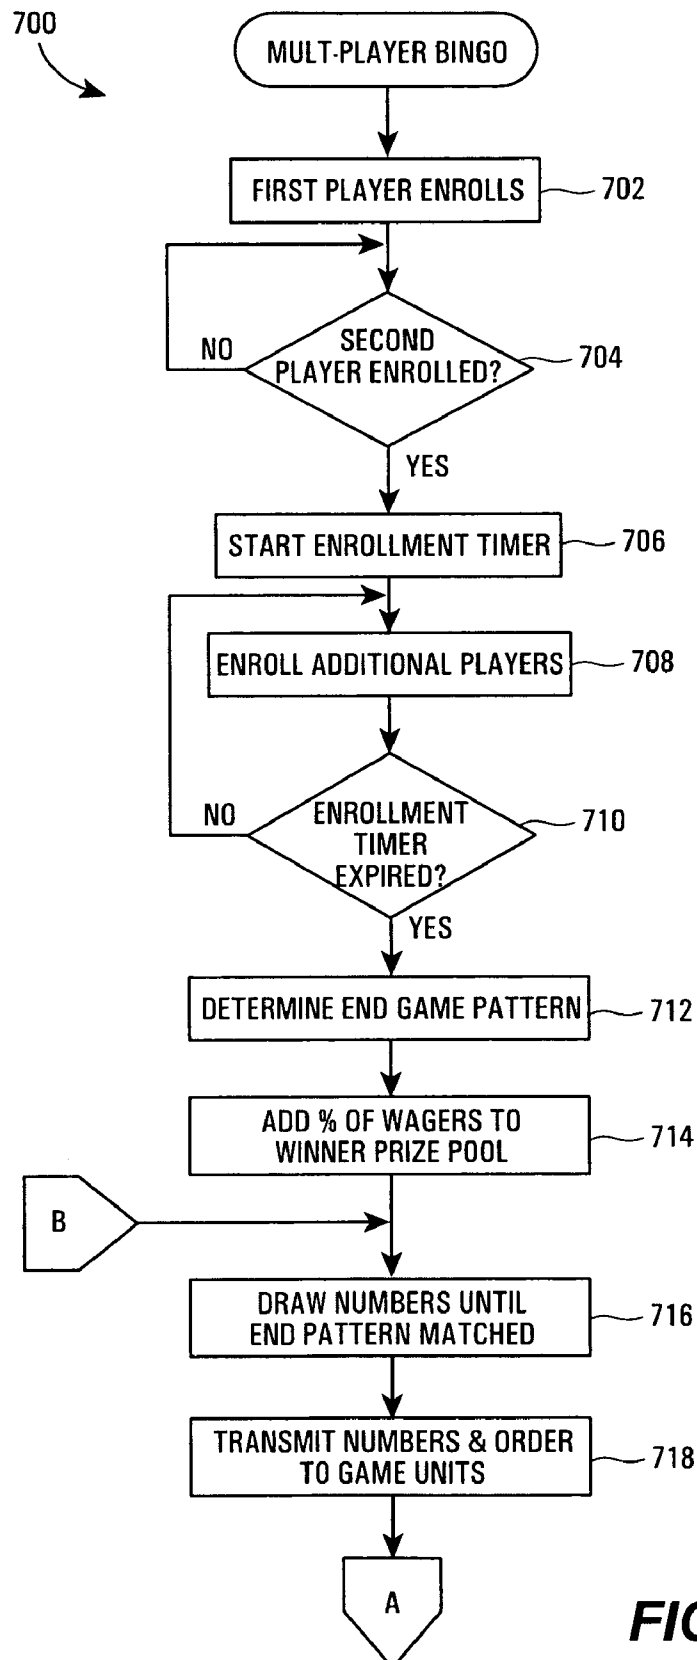 700
MULT-PLAYER BINGO
FIRST PLAYER ENROLLS
702
SECOND
PLAYER ENROLLED?
704
NO
YES
START ENROLLMENT TIMER
706
ENROLL ADDITIONAL PLAYERS
708
ENROLLMENT
TIMER
EXPIRED?
710
NO
YES
DETERMINE END GAME PATTERN
712
ADD % OF WAGERS TO
WINNER PRIZE POOL
714
B
DRAW NUMBERS UNTIL
END PATTERN MATCHED
716
TRANSMIT NUMBERS & ORDER
TO GAME UNITS
718
A